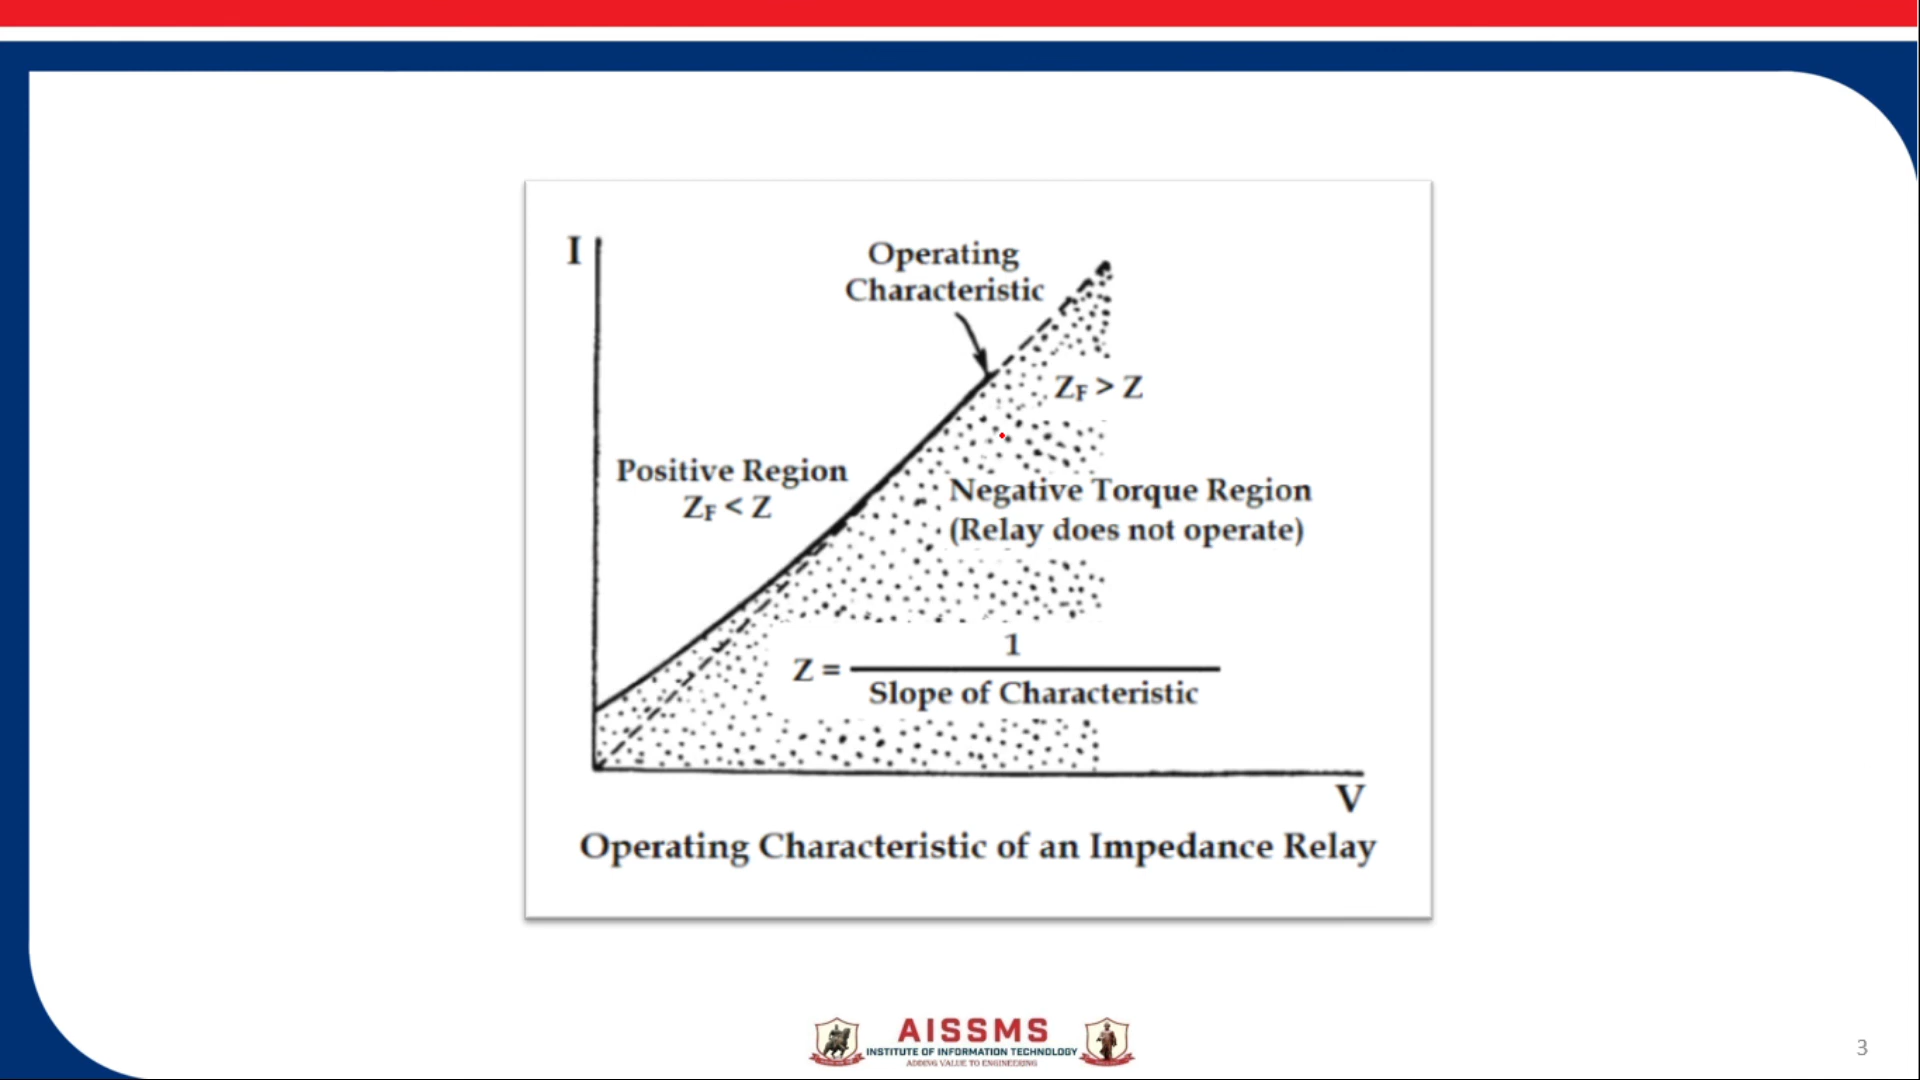 I
Operating
Characteristic
ZF > Z
Positive Region
ZF < Z
Negative Torque Region
(Relay does not operate)
Z = 1
Slope of Characteristic
V
Operating Characteristic of an Impedance Relay
AISSMS
INSTITUTE OF INFORMATION TECHNOLOGY
ADDING VALUE TO ENGINEERING
3